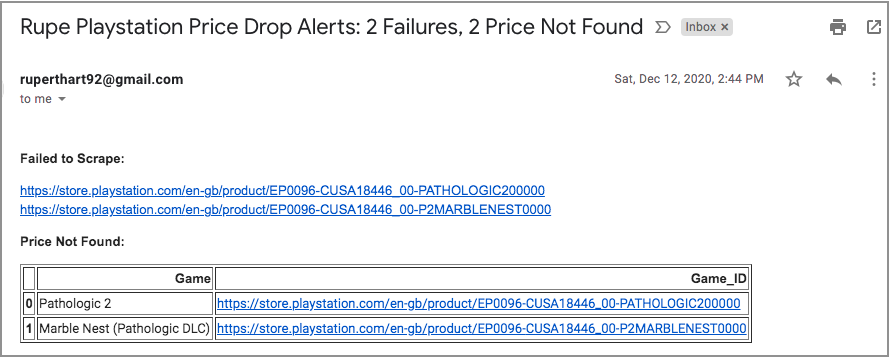 Rupe Playstation Price Drop Alerts: 2 Failures, 2 Price Not Found Inbox ×
ruperthart92@gmail.com Sat, Dec 12, 2020, 2:44 PM
to me
Failed to Scrape:
https://store.playstation.com/en-gb/product/EP0096-CUSA18446_00-PATHOLOGIC200000
https://store.playstation.com/en-gb/product/EP0096-CUSA18446_00-P2MARBLENEST0000
Price Not Found:
Game Game_ID
0 Pathologic 2 https://store.playstation.com/en-gb/product/EP0096-CUSA18446_00-PATHOLOGIC200000
1 Marble Nest (Pathologic DLC) https://store.playstation.com/en-gb/product/EP0096-CUSA18446_00-P2MARBLENEST0000